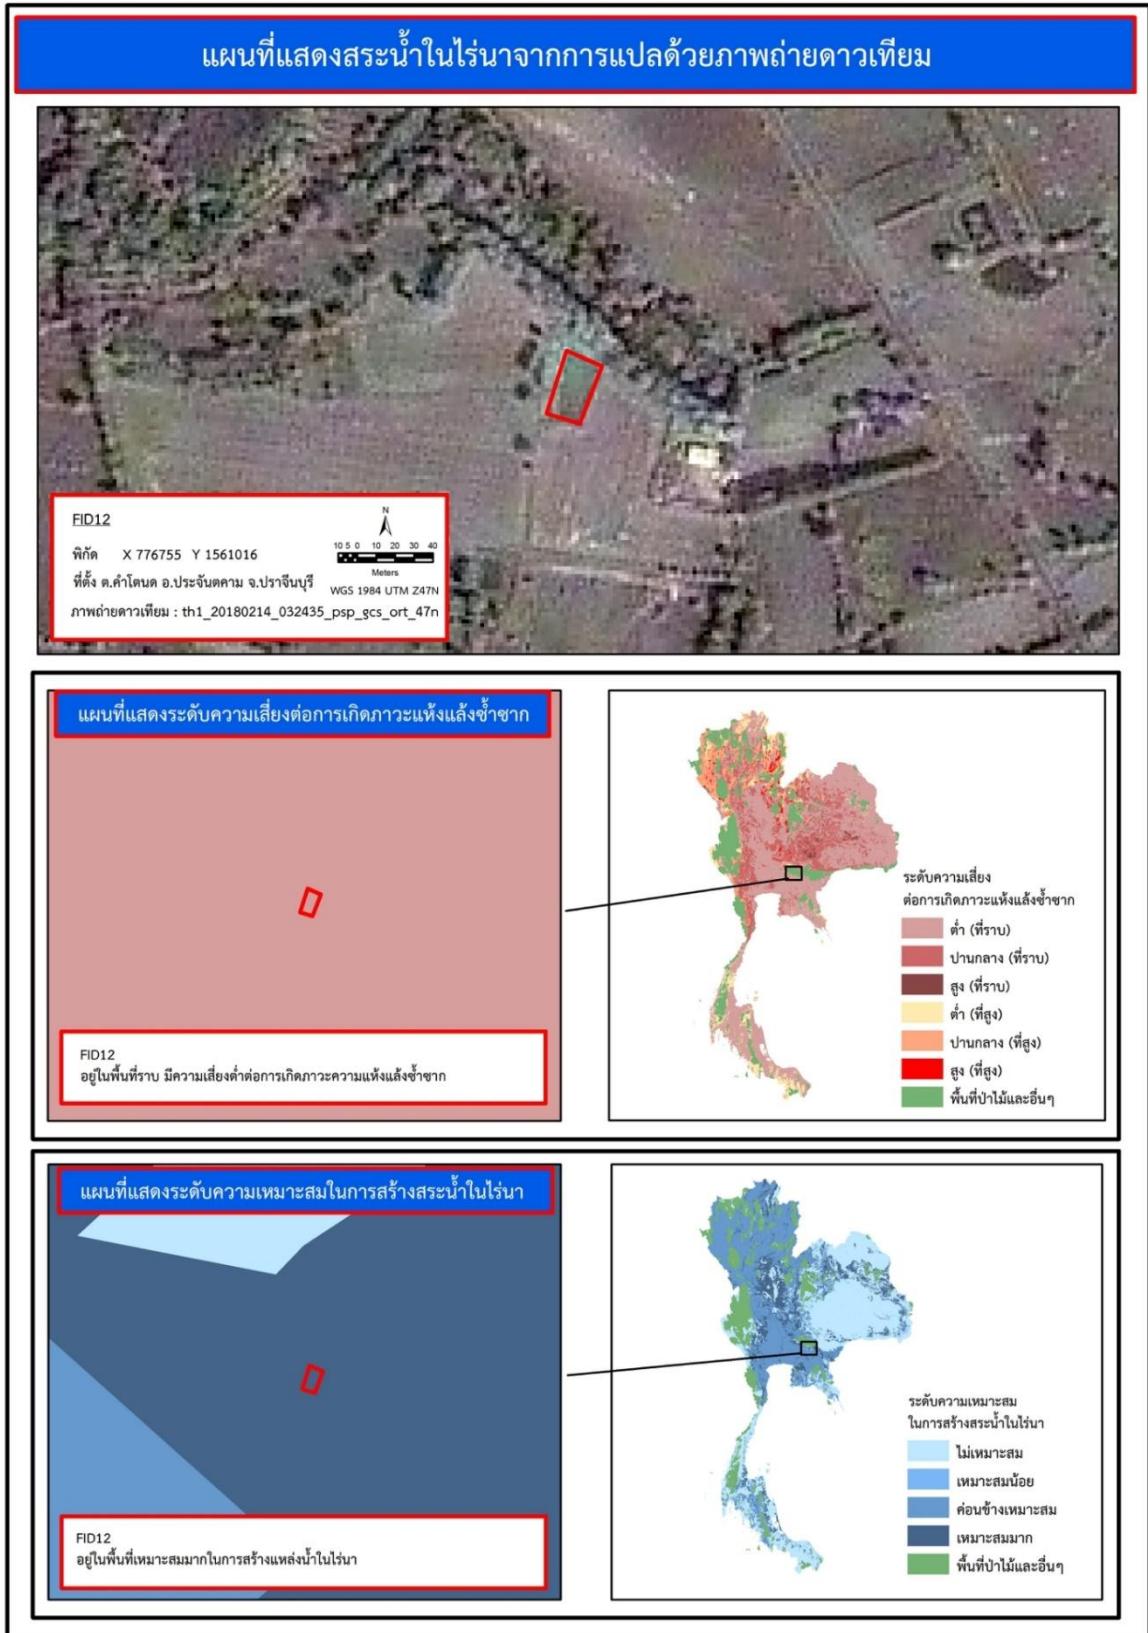 แผนที่แสดงสระน้ำในไร่นาจากการแปลด้วยภาพถ่ายดาวเทียม
FID12
พิกัด X 776755 Y 1561016
ที่ตั้ง ต.คำโตนด อ.ประจันตคาม จ.ปราจีนบุรี
ภาพถ่ายดาวเทียม : th1_20180214_032435_psp_gcs_ort_47n
N
10 5 0 10 20 30 40
Meters
WGS 1984 UTM Z47N
แผนที่แสดงระดับความเสี่ยงต่อการเกิดภาวะแห้งแล้งซ้ำซาก
FID12
อยู่ในพื้นที่ราบ มีความเสี่ยงต่ำต่อการเกิดภาวะความแห้งแล้งซ้ำซาก
ระดับความเสี่ยง
ต่อการเกิดภาวะแห้งแล้งซ้ำซาก
ต่ำ (ที่ราบ)
ปานกลาง (ที่ราบ)
สูง (ที่ราบ)
ต่ำ (ที่สูง)
ปานกลาง (ที่สูง)
สูง (ที่สูง)
พื้นที่ป่าไม้และอื่นๆ
แผนที่แสดงระดับความเหมาะสมในการสร้างสระน้ำในไร่นา
FID12
อยู่ในพื้นที่เหมาะสมมากในการสร้างแหล่งน้ำในไร่นา
ระดับความเหมาะสม
ในการสร้างสระน้ำในไร่นา
ไม่เหมาะสม
เหมาะสมน้อย
ค่อนข้างเหมาะสม
เหมาะสมมาก
พื้นที่ป่าไม้และอื่นๆ